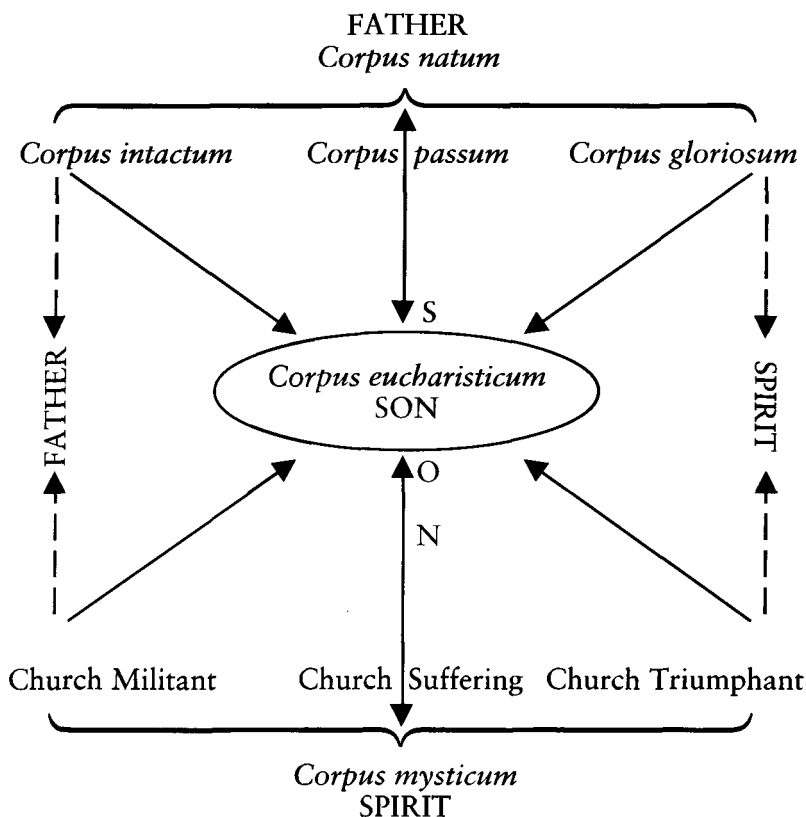 FATHER
Corpus natum
Corpus intactum Corpus passum Corpus gloriosum
S
FATHER
Corpus eucharisticum
SON
SPIRIT
O
N
Church Militant Church Suffering Church Triumphant
Corpus mysticum
SPIRIT